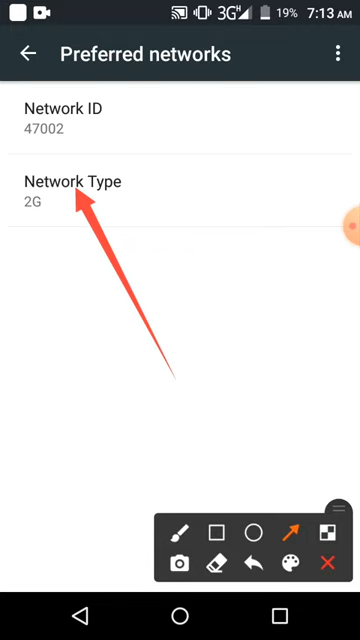 3G H 19% 7:13 AM
Preferred networks
Network ID
47002
Network Type
2G